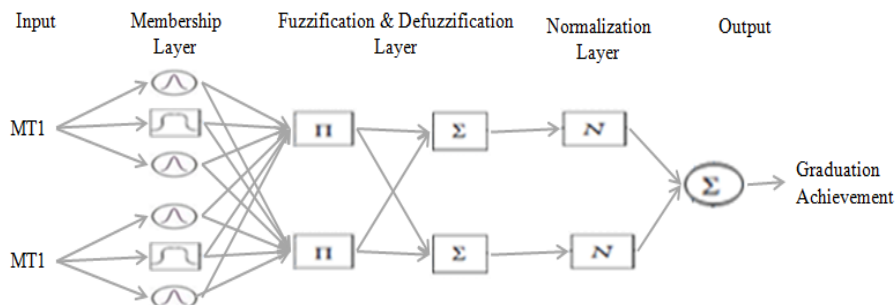 Input
Membership
Layer
Fuzzification & Defuzzification
Layer
Normalization
Layer
Output
MT1
Π
Σ
N
Σ
Graduation
Achievement
MT1
Π
Σ
N